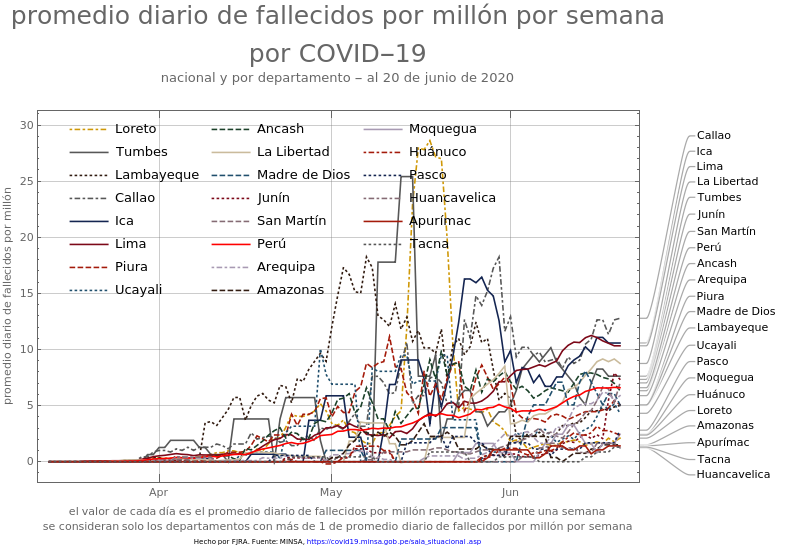 promedio diario de fallecidos por millón por semana
por COVID−19
nacional y por departamento − al 20 de junio de 2020
promedio diario de fallecidos por millón
30
25
20
15
10
5
0
Loreto
Tumbes
Lambayeque
Callao
Ica
Lima
Piura
Ucayali
Ancash
La Libertad
Madre de Dios
Junín
San Martín
Perú
Arequipa
Amazonas
Moquegua
Huánuco
Pasco
Huancavelica
Apurímac
Tacna
Callao
Ica
Lima
La Libertad
Tumbes
Junín
San Martín
Perú
Ancash
Arequipa
Piura
Madre de Dios
Lambayeque
Ucayali
Pasco
Moquegua
Huánuco
Loreto
Amazonas
Apurímac
Tacna
Huancavelica
Apr
May
Jun
el valor de cada día es el promedio diario de fallecidos por millón reportados durante una semana
se consideran solo los departamentos con más de 1 de promedio diario de fallecidos por millón por semana
Hecho por FJRA. Fuente: MINSA, https://covid19.minsa.gob.pe/sala_situacional.asp